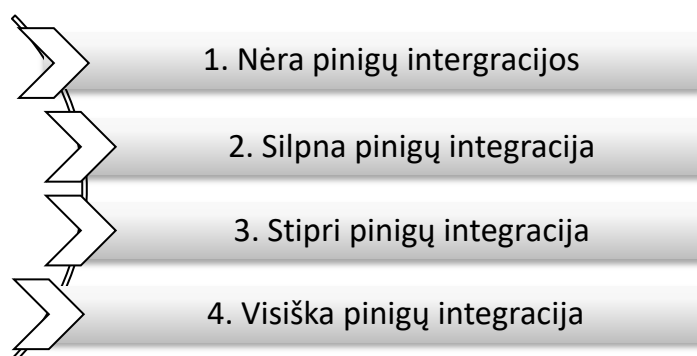 1. Nėra pinigų intergracijos
2. Silpna pinigų integracija
3. Stipri pinigų integracija
4. Visiška pinigų integracija